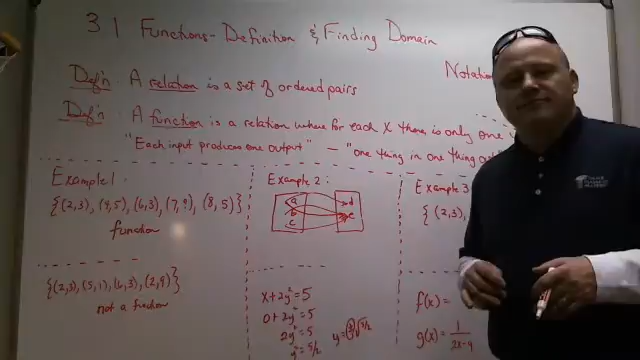 3.1 Functions - Definition & Finding Domain
Notation
Def'n: A relation is a set of ordered pairs
Def'n: A function is a relation where for each x there is only one
"Each input produces one output" - "one thing in one thing out"
Example 1
{(2,3), (4,5), (6,3), (7,9), (8,5)}
function
{(2,3), (5,1), (6,3), (2,9)}
not a function
Example 2
a
b
c
d
e
x+2y²=5
0+2y²=5
2y²=5
y²=5/2
Example 3
{(2,3),
f(x)=
g(x)= 1/(2x-4)